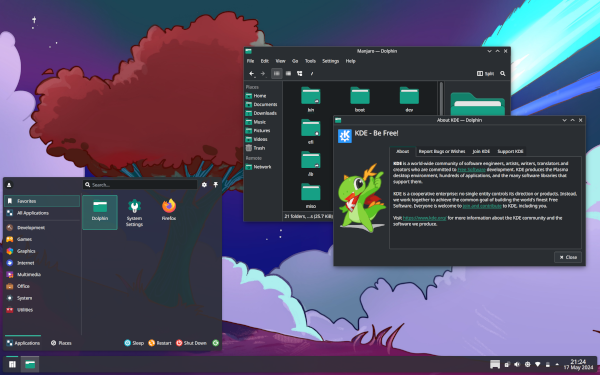 Manjaro — Dolphin
File Edit View Go Tools Settings Help
/ Split
Places
Home
Documents
Downloads
Music
Pictures
Videos
Trash
Remote
Network
bin boot dev
efi
lib
misc
21 folders, ...s (25.7 KiB)
About KDE — Dolphin
KDE - Be Free!
About Report Bugs or Wishes Join KDE Support KDE
KDE is a world-wide community of software engineers, artists, writers, translators and
creators who are committed to Free Software development. KDE produces the Plasma
desktop environment, hundreds of applications, and the many software libraries that
support them.
KDE is a cooperative enterprise: no single entity controls its direction or products. Instead,
we work together to achieve the common goal of building the world's finest Free
Software. Everyone is welcome to join and contribute to KDE, including you.
Visit https://www.kde.org/ for more information about the KDE community and the
software we produce.
Close
Search...
Favorites
All Applications
Development
Games
Graphics
Internet
Multimedia
Office
System
Utilities
Dolphin
System
Settings
Firefox
Applications Places
Sleep Restart Shut Down
21:24
17 May 2024